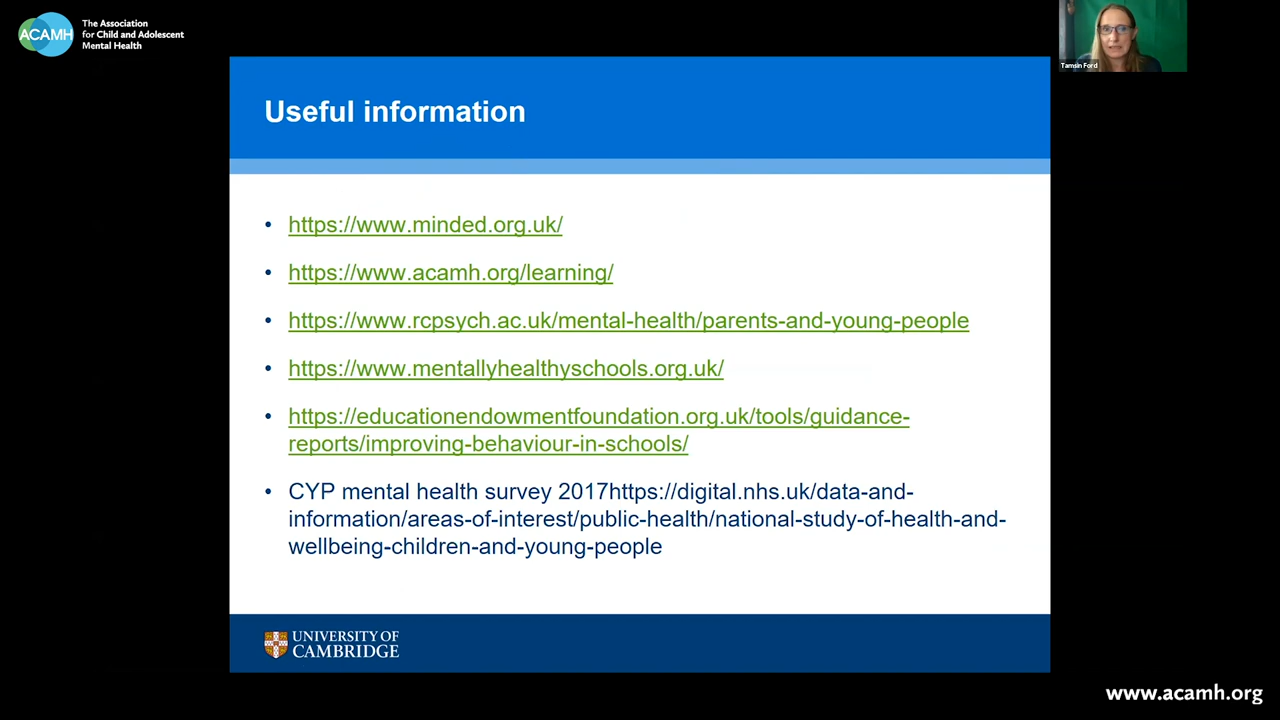 ACAMH
The Association
for Child and Adolescent
Mental Health
Tamsin Ford
Useful information
• https://www.minded.org.uk/
• https://www.acamh.org/learning/
• https://www.rcpsych.ac.uk/mental-health/parents-and-young-people
• https://www.mentallyhealthyschools.org.uk/
• https://educationendowmentfoundation.org.uk/tools/guidance-
reports/improving-behaviour-in-schools/
• CYP mental health survey 2017https://digital.nhs.uk/data-and-
information/areas-of-interest/public-health/national-study-of-health-and-
wellbeing-children-and-young-people
UNIVERSITY OF
CAMBRIDGE
www.acamh.org